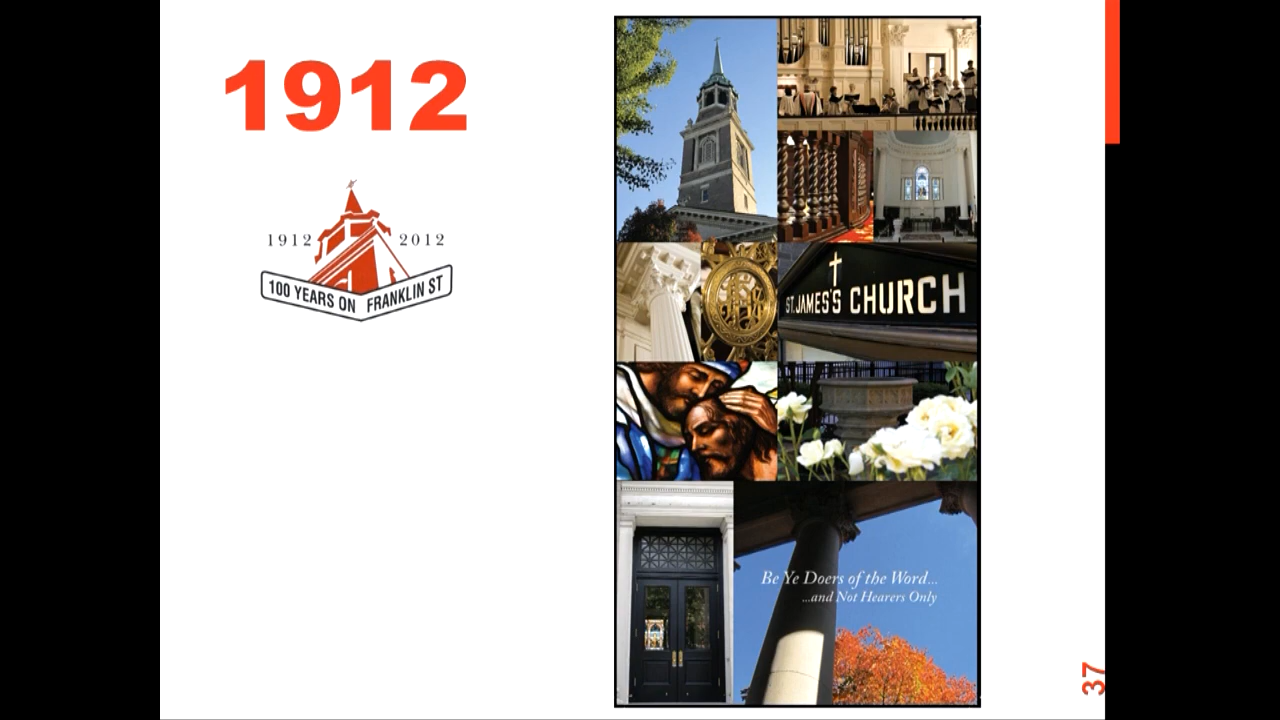 1912
1912 2012
100 YEARS ON FRANKLIN ST
ST. JAMES'S CHURCH
Be Ye Doers of the Word...
...and Not Hearers Only
37